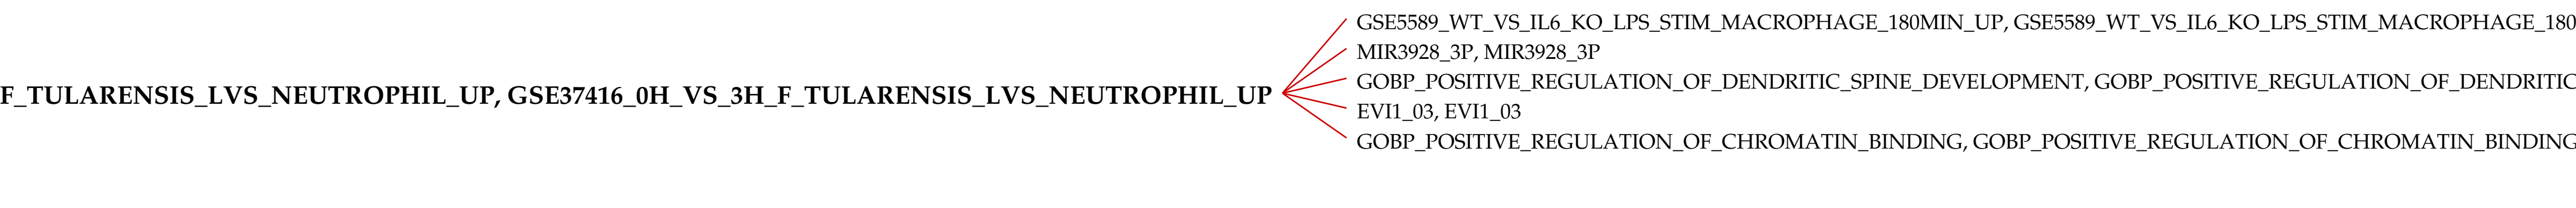 GSE5589_WT_VS_IL6_KO_LPS_STIM_MACROPHAGE_180MIN_UP, GSE5589_WT_VS_IL6_KO_LPS_STIM_MACROPHAGE_180
MIR3928_3P, MIR3928_3P
GOBP_POSITIVE_REGULATION_OF_DENDRITIC_SPINE_DEVELOPMENT, GOBP_POSITIVE_REGULATION_OF_DENDRITIC
F_TULARENSIS_LVS_NEUTROPHIL_UP, GSE37416_0H_VS_3H_F_TULARENSIS_LVS_NEUTROPHIL_UP
EVI1_03, EVI1_03
GOBP_POSITIVE_REGULATION_OF_CHROMATIN_BINDING, GOBP_POSITIVE_REGULATION_OF_CHROMATIN_BINDING